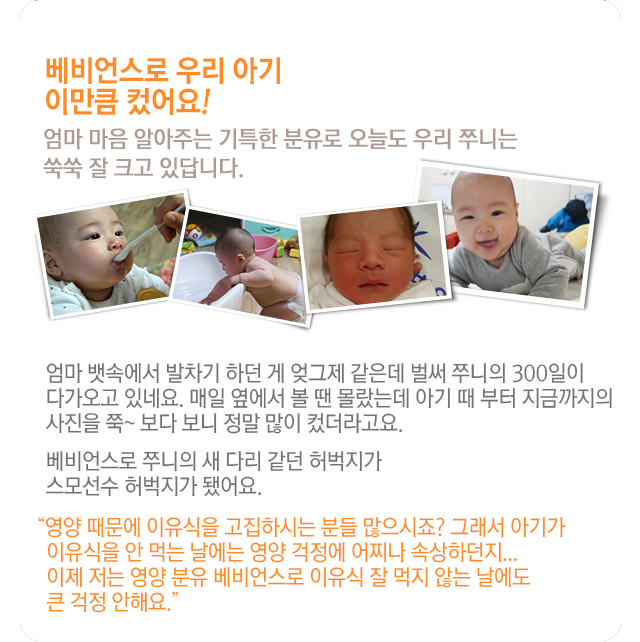 베비언스로 우리 아기
이만큼 컸어요!
엄마 마음 알아주는 기특한 분유로 오늘도 우리 쭈니는
쑥쑥 잘 크고 있답니다.
엄마 뱃속에서 발차기 하던 게 엊그제 같은데 벌써 쭈니의 300일이
다가오고 있네요. 매일 옆에서 볼 땐 몰랐는데 아기 때 부터 지금까지의
사진을 쭉~ 보다 보니 정말 많이 컸더라고요.
베비언스로 쭈니의 새 다리 같던 허벅지가
스모선수 허벅지가 됐어요.
“영양 때문에 이유식을 고집하시는 분들 많으시죠? 그래서 아기가
이유식을 안 먹는 날에는 영양 걱정에 어찌나 속상하던지...
이제 저는 영양 분유 베비언스로 이유식 잘 먹지 않는 날에도
큰 걱정 안해요.”